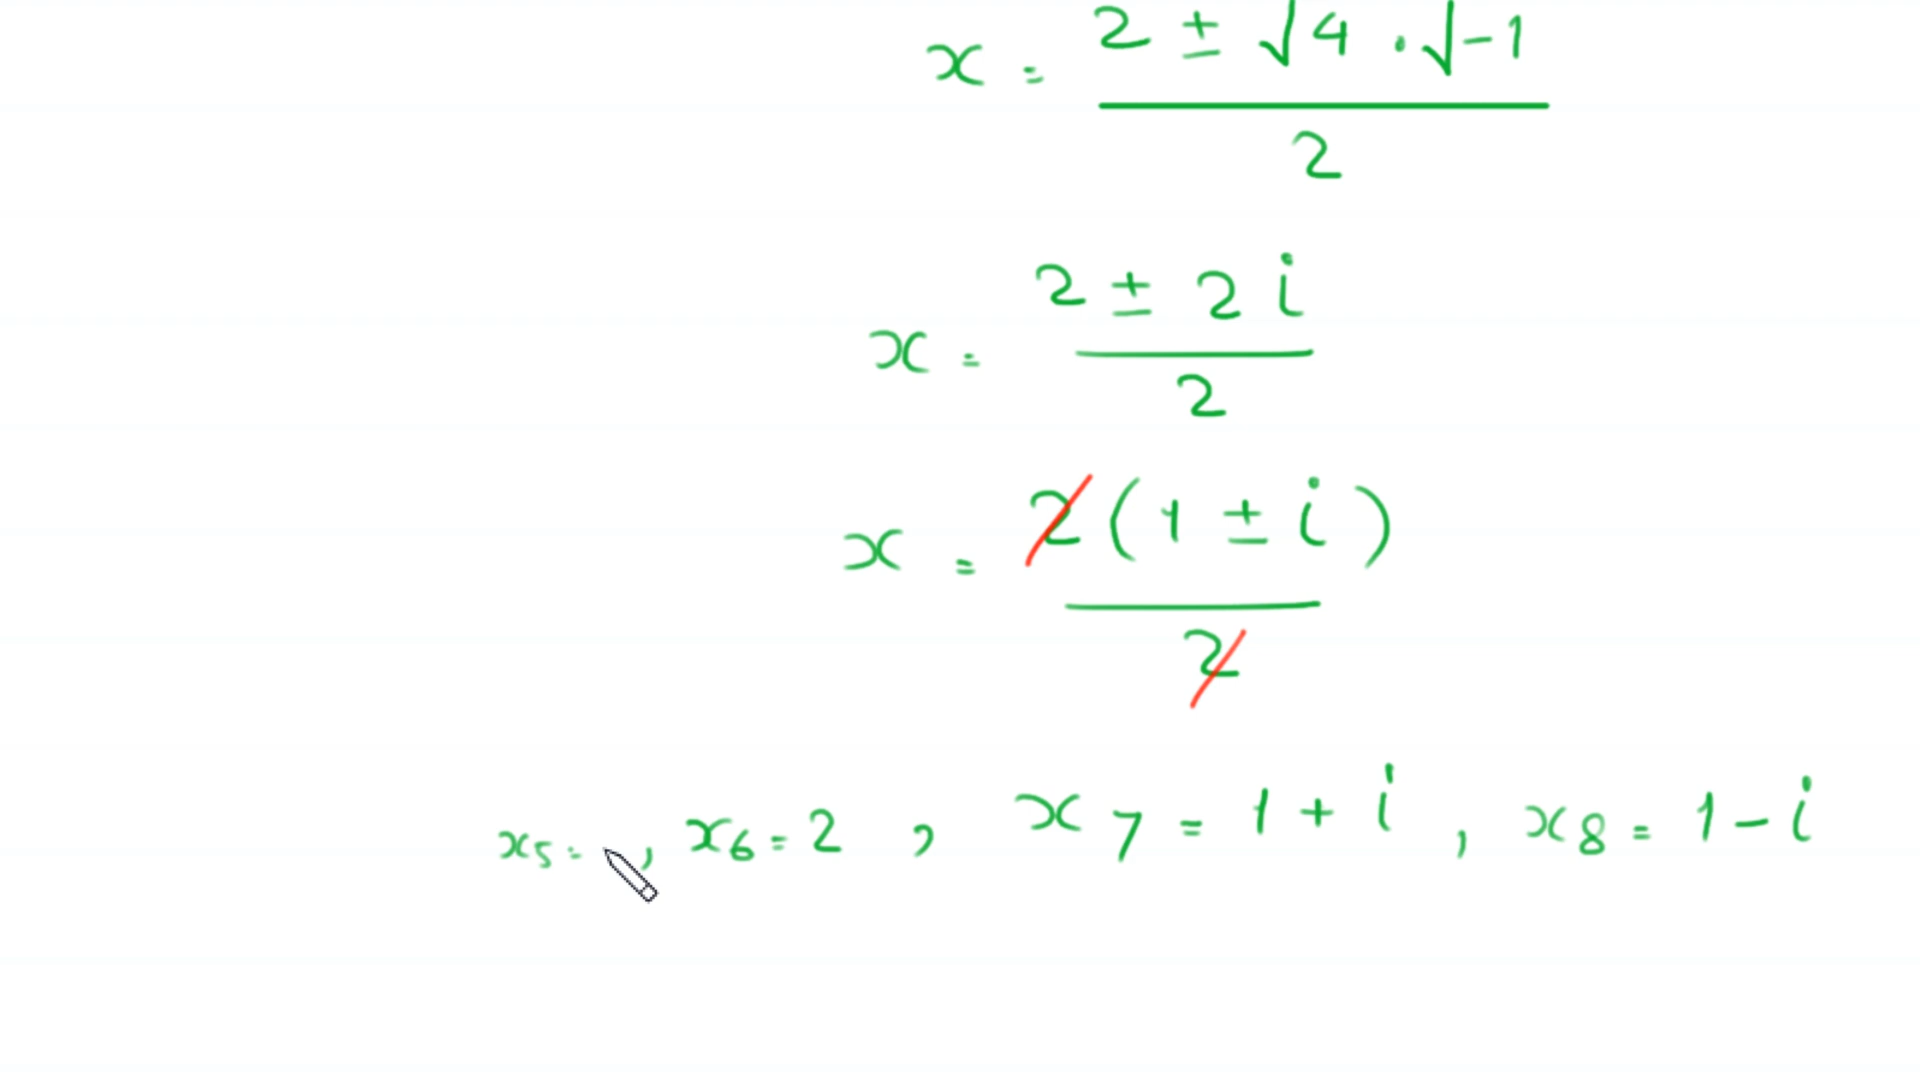 x = (2 ± √4 · √-1) / 2
x = (2 ± 2i) / 2
x = 2(1 ± i) / 2
x₅ = , x₆ = 2 , x₇ = 1 + i , x₈ = 1 - i